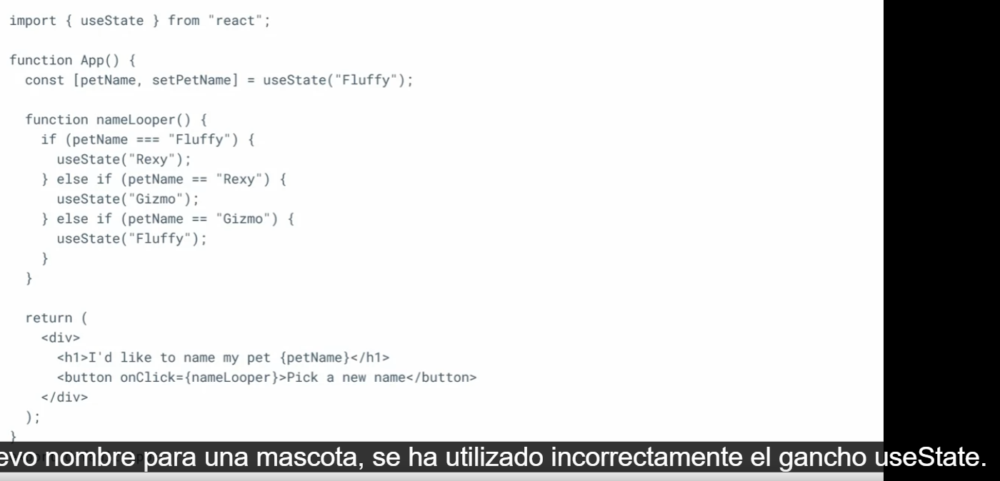 import { useState } from "react";
function App() {
const [petName, setPetName] = useState("Fluffy");
function nameLooper() {
if (petName === "Fluffy") {
useState("Rexy");
} else if (petName == "Rexy") {
useState("Gizmo");
} else if (petName == "Gizmo") {
useState("Fluffy");
}
}
return (
<div>
<h1>I'd like to name my pet {petName}</h1>
<button onClick={nameLooper}>Pick a new name</button>
</div>
);
}
nombre para una mascota, se ha utilizado incorrectamente el gancho useState.